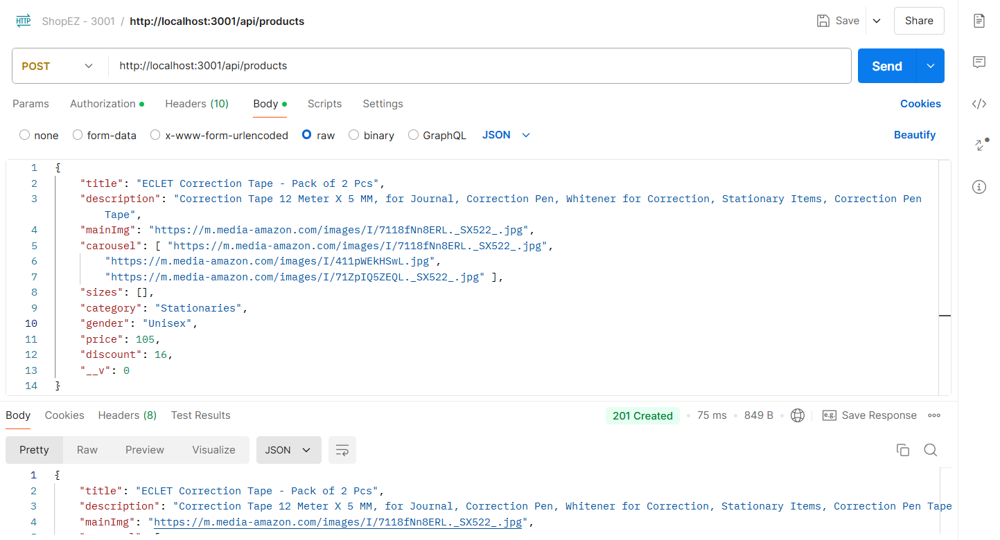 HTTP ShopEZ - 3001 / http://localhost:3001/api/products Save Share
POST http://localhost:3001/api/products Send
Params Authorization Headers (10) Body Scripts Settings Cookies
none form-data x-www-form-urlencoded raw binary GraphQL JSON Beautify
1 {
2 "title": "ECLET Correction Tape - Pack of 2 Pcs",
3 "description": "Correction Tape 12 Meter X 5 MM, for Journal, Correction Pen, Whitener for Correction, Stationary Items, Correction Pen
Tape",
4 "mainImg": "https://m.media-amazon.com/images/I/7118fNn8ERL._SX522_.jpg",
5 "carousel": [ "https://m.media-amazon.com/images/I/7118fNn8ERL._SX522_.jpg",
6 "https://m.media-amazon.com/images/I/411pWEkHSwL.jpg",
7 "https://m.media-amazon.com/images/I/71ZpIQ5ZEQL._SX522_.jpg" ],
8 "sizes": [],
9 "category": "Stationaries",
10 "gender": "Unisex",
11 "price": 105,
12 "discount": 16,
13 "__v": 0
14 }
Body Cookies Headers (8) Test Results 201 Created 75 ms 849 B e.g. Save Response
Pretty Raw Preview Visualize JSON
1 {
2 "title": "ECLET Correction Tape - Pack of 2 Pcs",
3 "description": "Correction Tape 12 Meter X 5 MM, for Journal, Correction Pen, Whitener for Correction, Stationary Items, Correction Pen Tape
4 "mainImg": "https://m.media-amazon.com/images/I/7118fNn8ERL._SX522_.jpg",